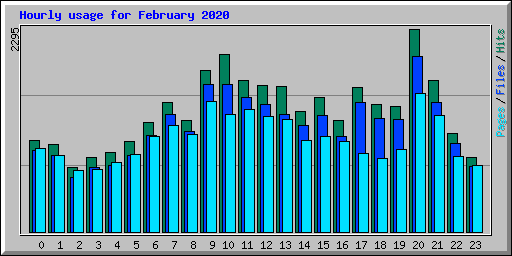 Hourly usage for February 2020
2295
Pages / Files / Hits
0 1 2 3 4 5 6 7 8 9 10 11 12 13 14 15 16 17 18 19 20 21 22 23